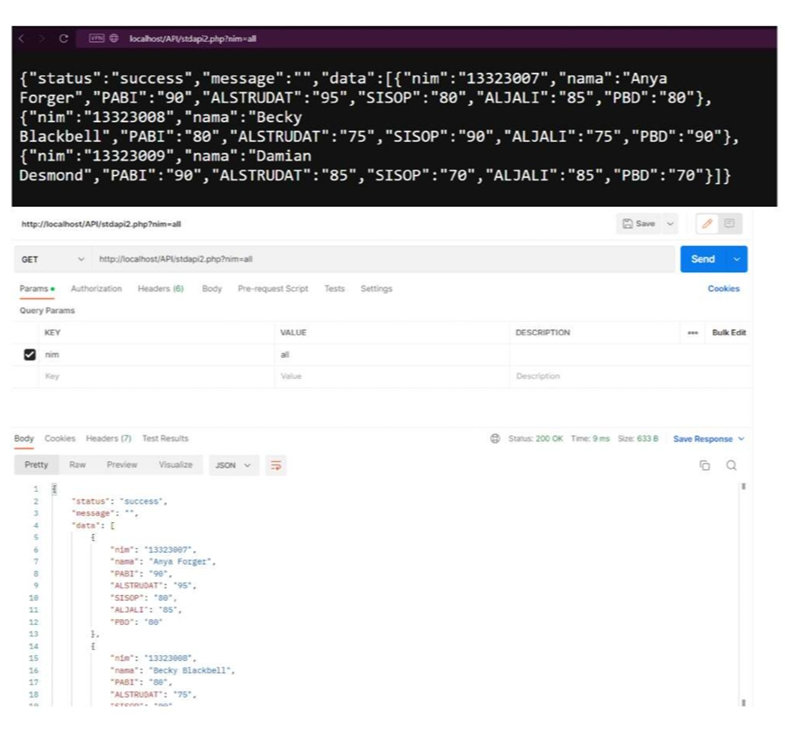 VPN localhost/API/stdapi2.php?nim=all
{"status":"success","message":"","data":[{"nim":"13323007","nama":"Anya
Forger","PABI":"90","ALSTRUDAT":"95","SISOP":"80","ALJALI":"85","PBD":"80"},
{"nim":"13323008","nama":"Becky
Blackbell","PABI":"80","ALSTRUDAT":"75","SISOP":"90","ALJALI":"75","PBD":"90"},
{"nim":"13323009","nama":"Damian
Desmond","PABI":"90","ALSTRUDAT":"85","SISOP":"70","ALJALI":"85","PBD":"70"}]}
http://localhost/API/stdapi2.php?nim=all Save
GET http://localhost/API/stdapi2.php?nim=all Send
Params Authorization Headers (6) Body Pre-request Script Tests Settings Cookies
Query Params
KEY VALUE DESCRIPTION Bulk Edit
nim all
Key Value Description
Body Cookies Headers (7) Test Results Status: 200 OK Time: 9 ms Size: 633 B Save Response
Pretty Raw Preview Visualize JSON
1 {
2 "status": "success",
3 "message": "",
4 "data": [
5 {
6 "nim": "13323007",
7 "nama": "Anya Forger",
8 "PABI": "90",
9 "ALSTRUDAT": "95",
10 "SISOP": "80",
11 "ALJALI": "85",
12 "PBD": "80"
13 },
14 {
15 "nim": "13323008",
16 "nama": "Becky Blackbell",
17 "PABI": "80",
18 "ALSTRUDAT": "75",